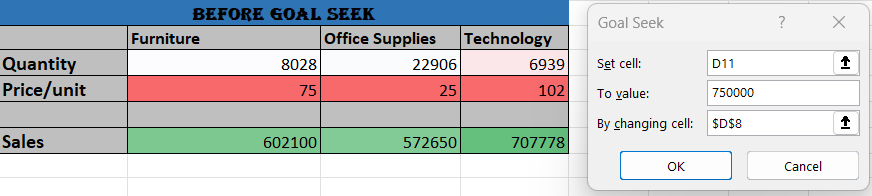 BEFORE GOAL SEEK
Furniture Office Supplies Technology
Quantity 8028 22906 6939
Price/unit 75 25 102
Sales 602100 572650 707778
Goal Seek ? ×
Set cell: D11
To value: 750000
By changing cell: $D$8
OK Cancel